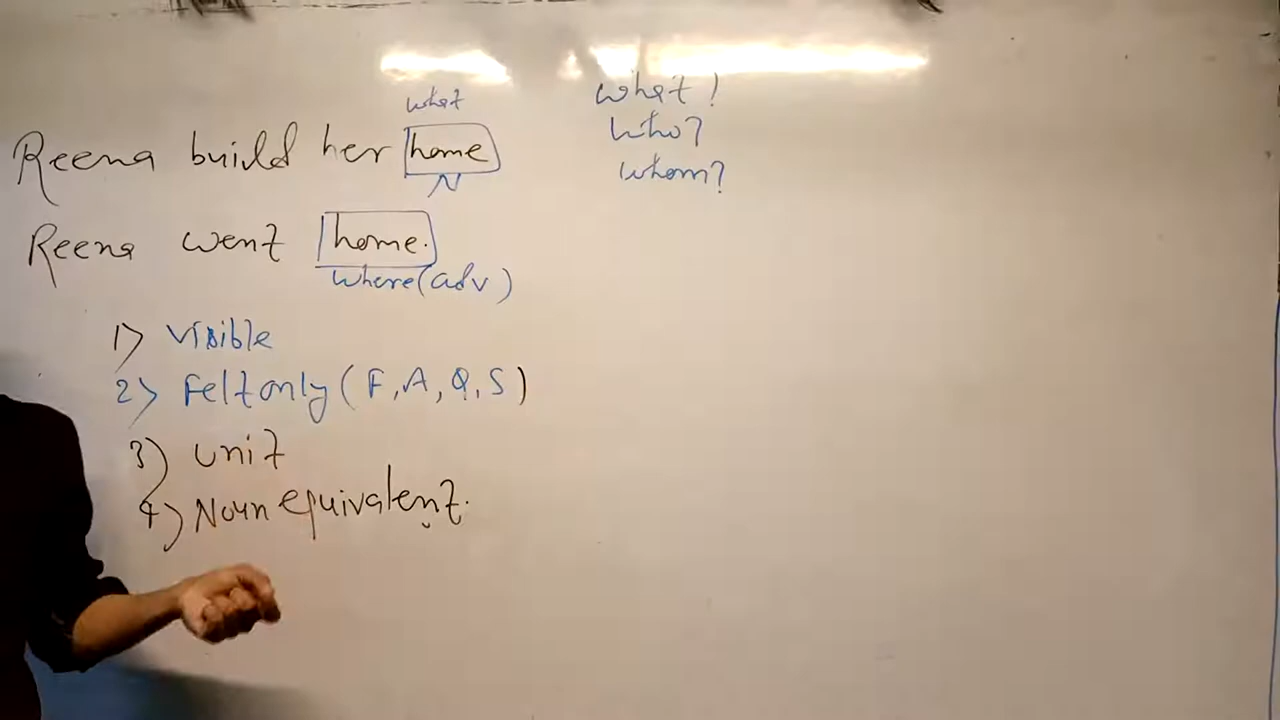 what
Reena build her home
N
what!
who?
whom?
Reena went home.
where(adv)
1) visible
2) Felt only (F, A, Q, S)
3) unit
4) Noun equivalent.